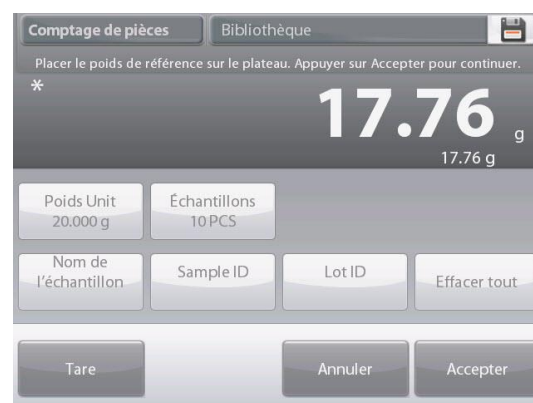 Comptage de pièces
Bibliothèque
Placer le poids de référence sur le plateau. Appuyer sur Accepter pour continuer.
*
17.76 g
17.76 g
Poids Unit
20.000 g
Échantillons
10 PCS
Nom de
l'échantillon
Sample ID
Lot ID
Effacer tout
Tare
Annuler
Accepter